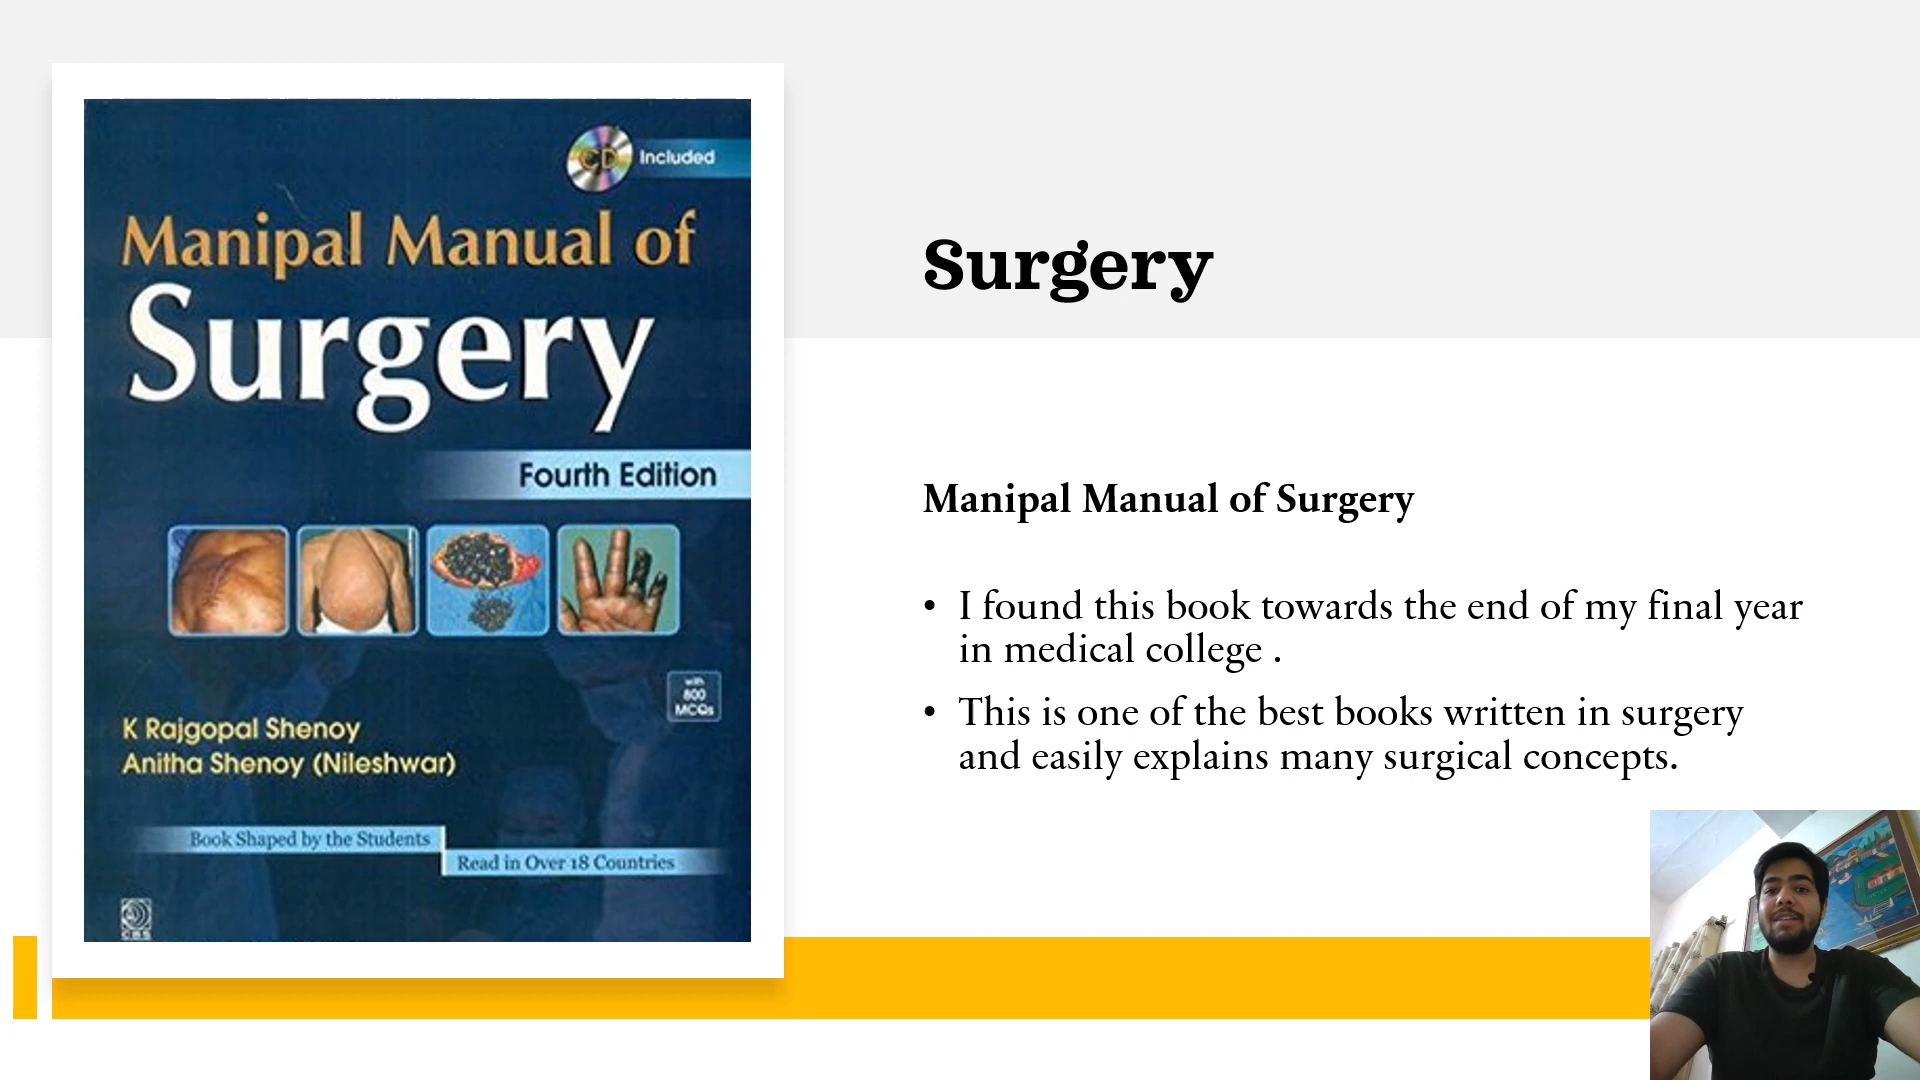 CD Included
Manipal Manual of
Surgery
Fourth Edition
with
800
MCQs
K Rajgopal Shenoy
Anitha Shenoy (Nileshwar)
Book Shaped by the Students
Read in Over 18 Countries
CBS
Surgery
Manipal Manual of Surgery
• I found this book towards the end of my final year
in medical college .
• This is one of the best books written in surgery
and easily explains many surgical concepts.